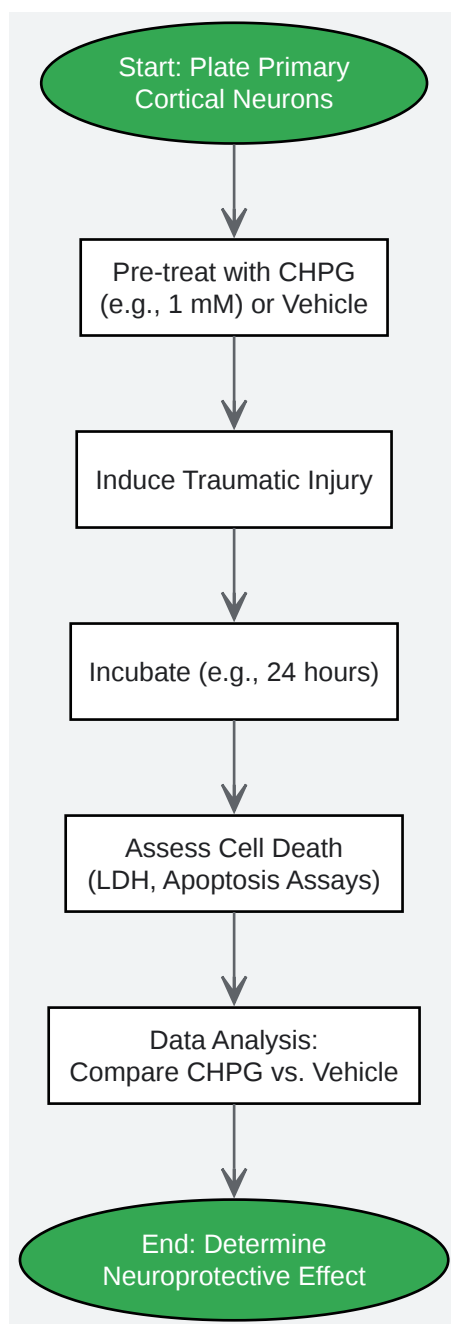 Start: Plate Primary
Cortical Neurons
Pre-treat with CHPG
(e.g., 1 mM) or Vehicle
Induce Traumatic Injury
Incubate (e.g., 24 hours)
Assess Cell Death
(LDH, Apoptosis Assays)
Data Analysis:
Compare CHPG vs. Vehicle
End: Determine
Neuroprotective Effect